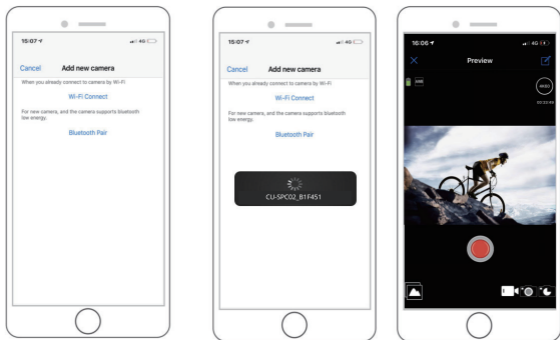 15:07
4G
Cancel
Add new camera
When you already connect to camera by Wi-Fi
Wi-Fi Connect
For new camera, and the camera supports bluetooth
low energy.
Bluetooth Pair
15:07
4G
Cancel
Add new camera
When you already connect to camera by Wi-Fi
Wi-Fi Connect
For new camera, and the camera supports bluetooth
low energy.
Bluetooth Pair
CU-SPC02_B1F451
16:06
4G
Preview